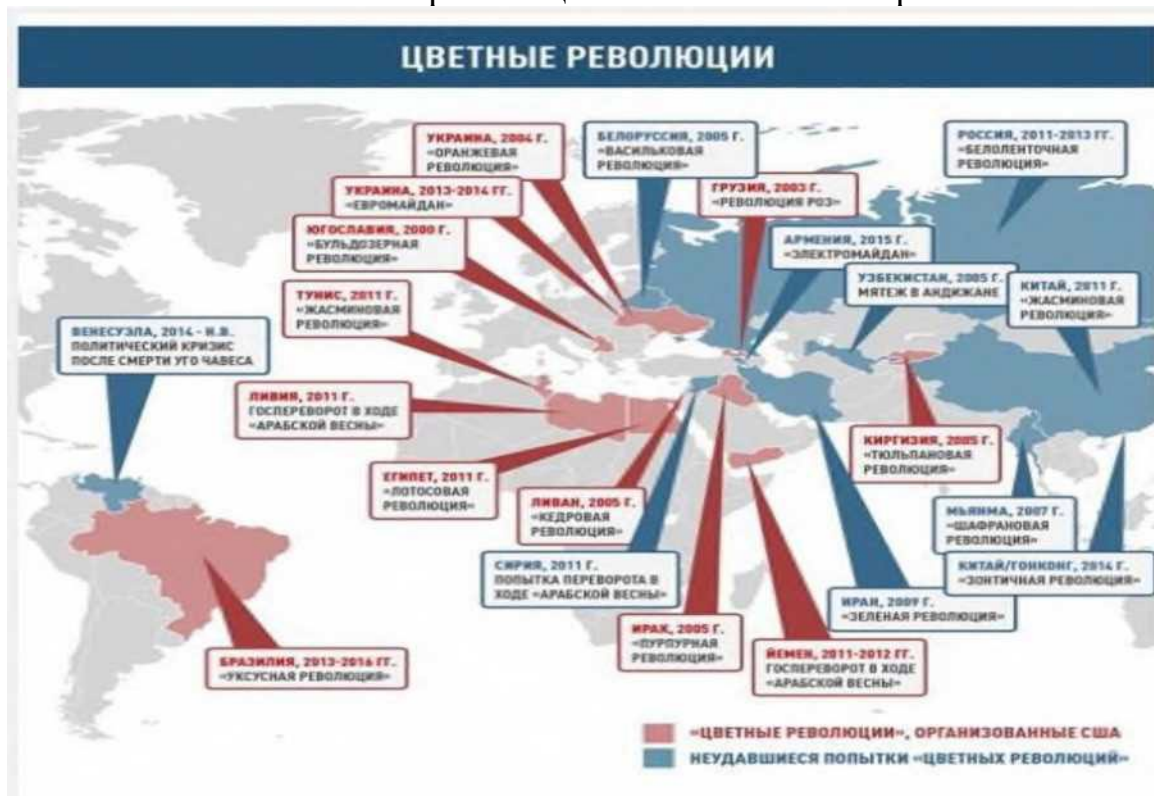 ЦВЕТНЫЕ РЕВОЛЮЦИИ
УКРАИНА, 2004 Г.
«ОРАНЖЕВАЯ
РЕВОЛЮЦИЯ»
БЕЛОРУССИЯ, 2005 Г.
«ВАСИЛЬКОВАЯ
РЕВОЛЮЦИЯ»
РОССИЯ, 2011-2013 ГГ.
«БЕЛОЛЕНТОЧНАЯ
РЕВОЛЮЦИЯ»
УКРАИНА, 2013-2014 ГГ.
«ЕВРОМАЙДАН»
ГРУЗИЯ, 2003 Г.
«РЕВОЛЮЦИЯ РОЗ»
ЮГОСЛАВИЯ, 2000 Г.
«БУЛЬДОЗЕРНАЯ
РЕВОЛЮЦИЯ»
АРМЕНИЯ, 2015 Г.
«ЭЛЕКТРОМАЙДАН»
УЗБЕКИСТАН, 2005 Г.
МЯТЕЖ В АНДИЖАНЕ
КИТАЙ, 2011 Г.
«ЖАСМИНОВАЯ
РЕВОЛЮЦИЯ»
ТУНИС, 2011 Г.
«ЖАСМИНОВАЯ
РЕВОЛЮЦИЯ»
ВЕНЕСУЭЛА, 2014 - Н.В.
ПОЛИТИЧЕСКИЙ КРИЗИС
ПОСЛЕ СМЕРТИ УГО ЧАВЕСА
ЛИВИЯ, 2011 Г.
ГОСПЕРЕВОРОТ В ХОДЕ
«АРАБСКОЙ ВЕСНЫ»
КИРГИЗИЯ, 2005 Г.
«ТЮЛЬПАНОВАЯ
РЕВОЛЮЦИЯ»
ЕГИПЕТ, 2011 Г.
«ЛОТОСОВАЯ
РЕВОЛЮЦИЯ»
ЛИВАН, 2005 Г.
«КЕДРОВАЯ
РЕВОЛЮЦИЯ»
МЬЯНМА, 2007 Г.
«ШАФРАНОВАЯ
РЕВОЛЮЦИЯ»
СИРИЯ, 2011 Г.
ПОПЫТКА ПЕРЕВОРОТА В
ХОДЕ «АРАБСКОЙ ВЕСНЫ»
КИТАЙ/ГОНКОНГ, 2014 Г.
«ЗОНТИЧНАЯ РЕВОЛЮЦИЯ»
ИРАН, 2009 Г.
«ЗЕЛЕНАЯ РЕВОЛЮЦИЯ»
ИРАК, 2005 Г.
«ПУРПУРНАЯ
РЕВОЛЮЦИЯ»
ЙЕМЕН, 2011-2012 ГГ.
ГОСПЕРЕВОРОТ В ХОДЕ
«АРАБСКОЙ ВЕСНЫ»
БРАЗИЛИЯ, 2013-2016 ГГ.
«УКСУСНАЯ РЕВОЛЮЦИЯ»
«ЦВЕТНЫЕ РЕВОЛЮЦИИ», ОРГАНИЗОВАННЫЕ США
НЕУДАВШИЕСЯ ПОПЫТКИ «ЦВЕТНЫХ РЕВОЛЮЦИЙ»